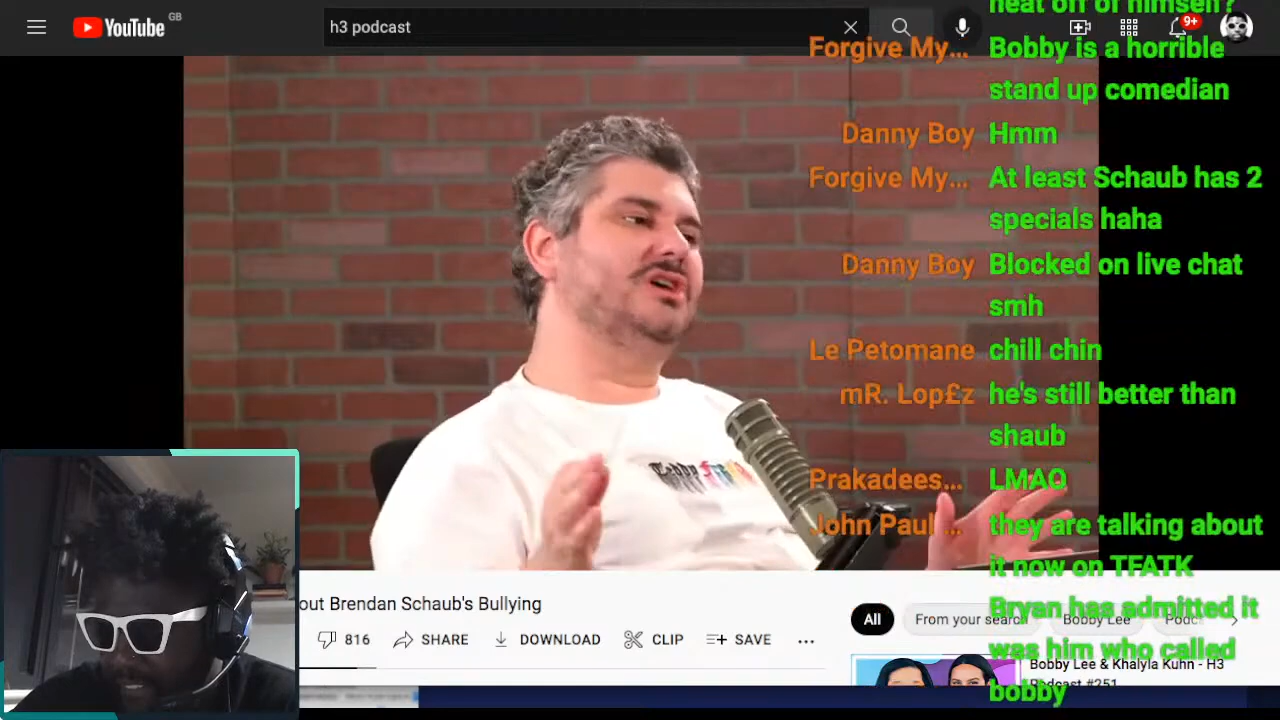 YouTube GB
h3 podcast
9+
heat off of himself?
Forgive My... Bobby is a horrible
stand up comedian
Danny Boy Hmm
Forgive My... At least Schaub has 2
specials haha
Danny Boy Blocked on live chat
smh
Le Petomane chill chin
mR. Lop£z he's still better than
shaub
Prakadees... LMAO
John Paul ... they are talking about
it now on TFATK
Bryan has admitted it
was him who called
bobby
out Brendan Schaub's Bullying
816 SHARE DOWNLOAD CLIP SAVE ...
All From your search Bobby Lee
Bobby Lee & Khalyla Kuhn - H3
Podcast #251